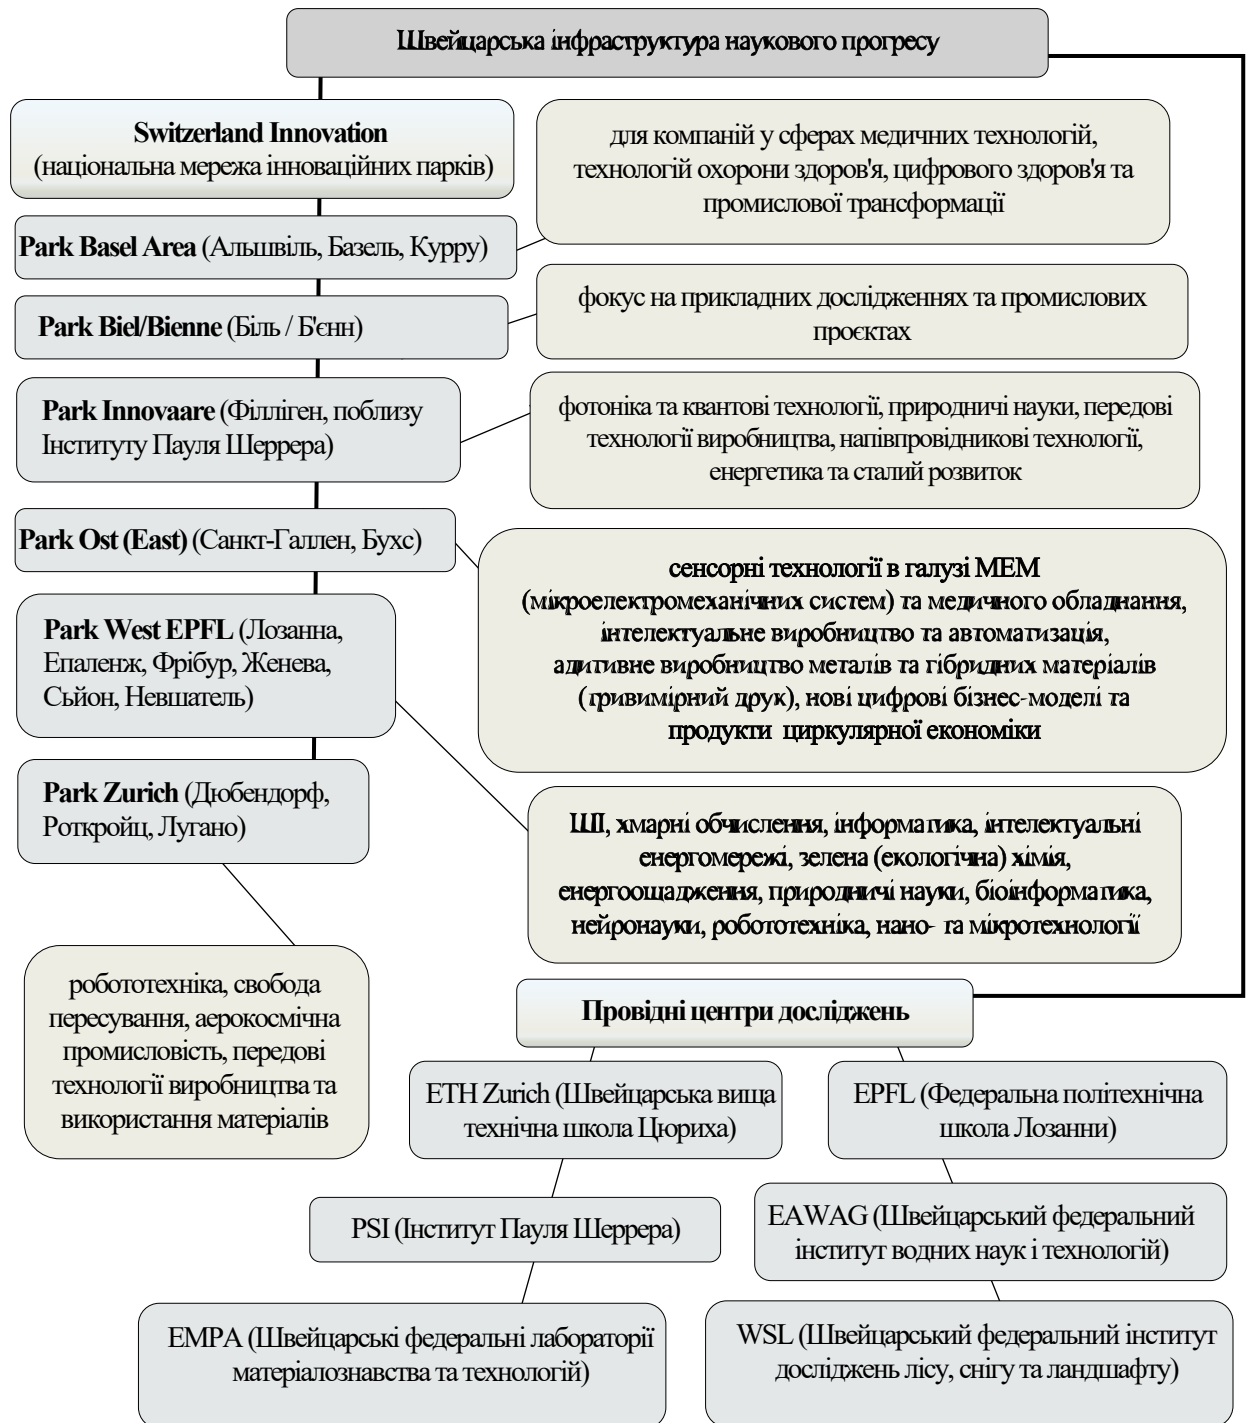 Швейцарська інфраструктура наукового прогресу
Switzerland Innovation
(національна мережа інноваційних парків)
для компаній у сферах медичних технологій,
технологій охорони здоров'я, цифрового здоров'я та
промислової трансформації
Park Basel Area (Альшвіль, Базель, Курру)
фокус на прикладних дослідженнях та промислових
проєктах
Park Biel/Bienne (Біль / Б'єнн)
Park Innovaare (Філліген, поблизу
Інституту Пауля Шеррера)
фотоніка та квантові технології, природничі науки, передові
технології виробництва, напівпровідникові технології,
енергетика та сталий розвиток
Park Ost (East) (Санкт-Галлен, Бухс)
сенсорні технології в галузі МЕМ
(мікроелектромеханічних систем) та медичного обладнання,
інтелектуальне виробництво та автоматизація,
адитивне виробництво металів та гібридних матеріалів
(тривимірний друк), нові цифрові бізнес-моделі та
продукти циркулярної економіки
Park West EPFL (Лозанна,
Епаленж, Фрібур, Женева,
Сьйон, Невшатель)
Park Zurich (Дюбендорф,
Роткройц, Лугано)
ШІ, хмарні обчислення, інформатика, інтелектуальні
енергомережі, зелена (екологічна) хімія,
енергоощадження, природничі науки, біоінформатика,
нейронауки, робототехніка, нано- та мікротехнології
робототехніка, свобода
пересування, аерокосмічна
промисловість, передові
технології виробництва та
використання матеріалів
Провідні центри досліджень
ETH Zurich (Швейцарська вища
технічна школа Цюриха)
EPFL (Федеральна політехнічна
школа Лозанни)
PSI (Інститут Пауля Шеррера)
EAWAG (Швейцарський федеральний
інститут водних наук і технологій)
EMPA (Швейцарські федеральні лабораторії
матеріалознавства та технологій)
WSL (Швейцарський федеральний інститут
досліджень лісу, снігу та ландшафту)